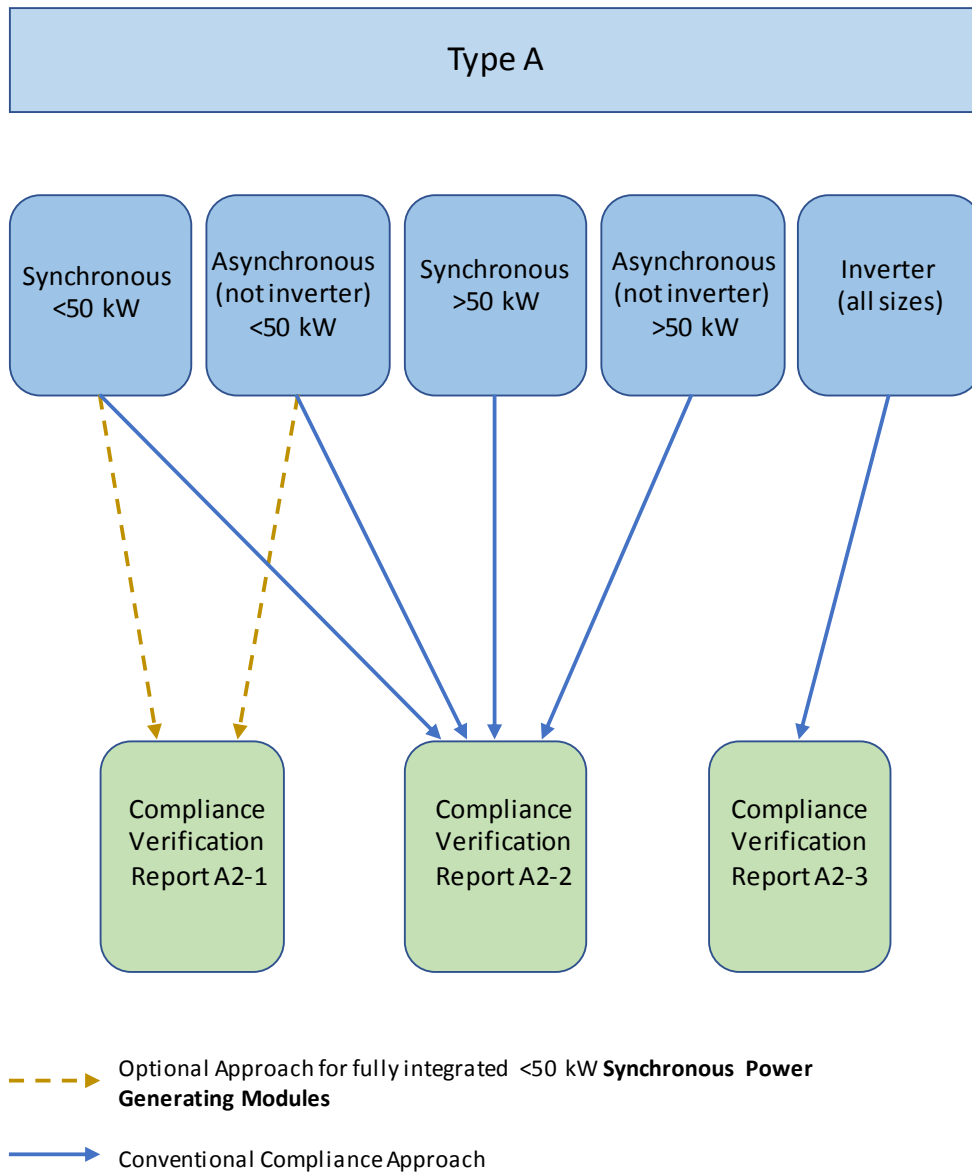 Type A
Synchronous
<50 kW
Asynchronous
(not inverter)
<50 kW
Synchronous
>50 kW
Asynchronous
(not inverter)
>50 kW
Inverter
(all sizes)
Compliance
Verification
Report A2-1
Compliance
Verification
Report A2-2
Compliance
Verification
Report A2-3
Optional Approach for fully integrated <50 kW Synchronous Power
Generating Modules
Conventional Compliance Approach